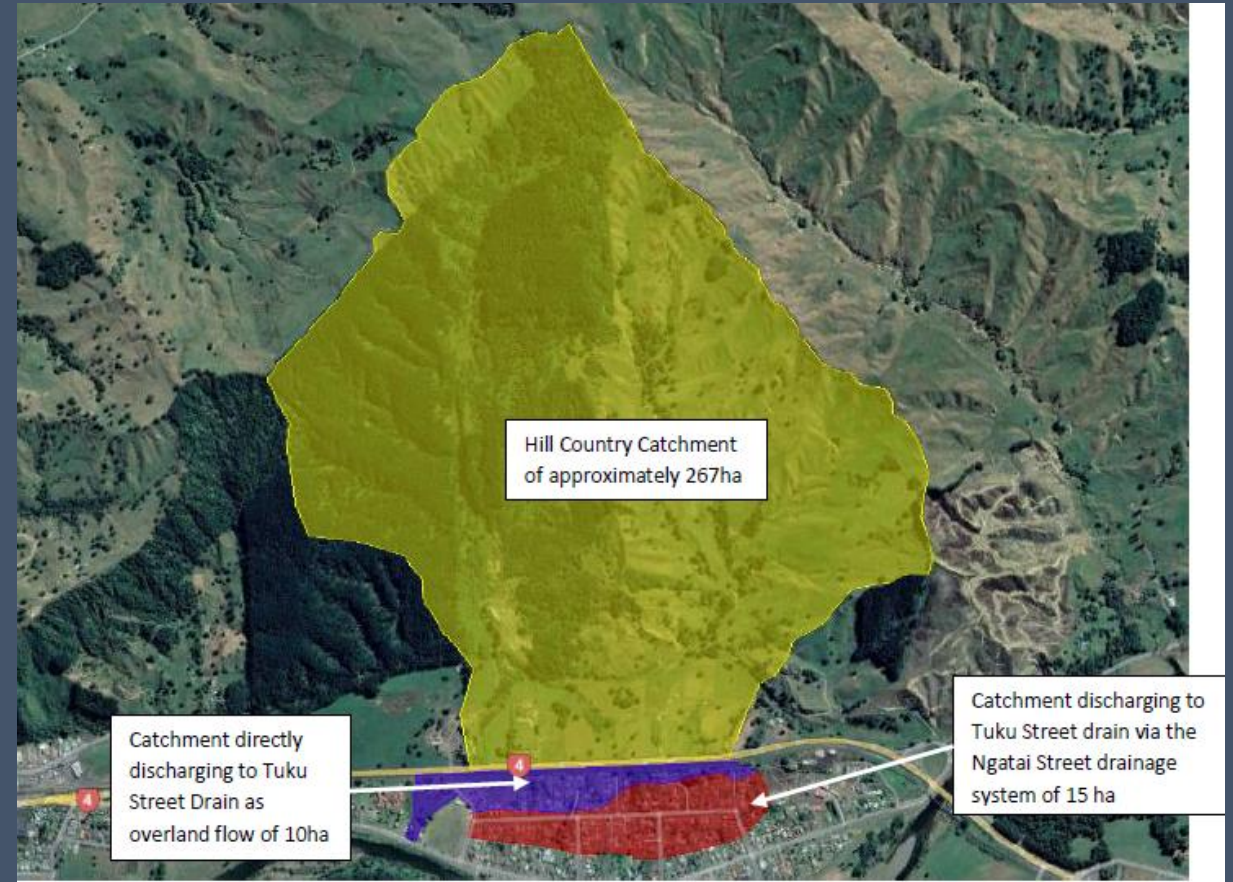 Hill Country Catchment
of approximately 267ha
Catchment directly
discharging to Tuku
Street Drain as
overland flow of 10ha
Catchment discharging to
Tuku Street drain via the
Ngatai Street drainage
system of 15 ha
4
4